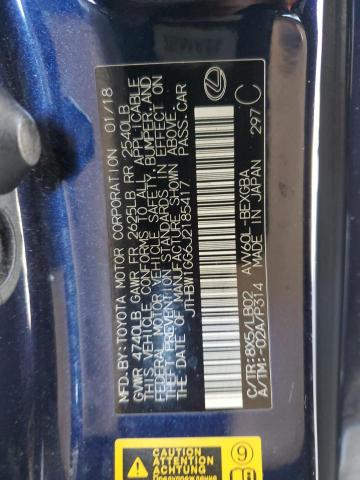 MFD.BY:TOYOTA MOTOR CORPORATION 01/18
GVWR 4740LB GAWR FR 2625LB RR 2540LB
THIS VEHICLE CONFORMS TO ALL APPLICABLE
FEDERAL MOTOR VEHICLE SAFETY, BUMPER, AND
THEFT PREVENTION STANDARDS IN EFFECT ON
THE DATE OF MANUFACTURE SHOWN ABOVE.
JTHBW1GG6J2185417 PASS.CAR
AVV60L-BEXGBA
C/TR:8X5/LB02 MADE IN JAPAN
A/TM:-02A/P314 297 C
CAUTION
ATTENTION
ACHTUNG
Предупреждение
9